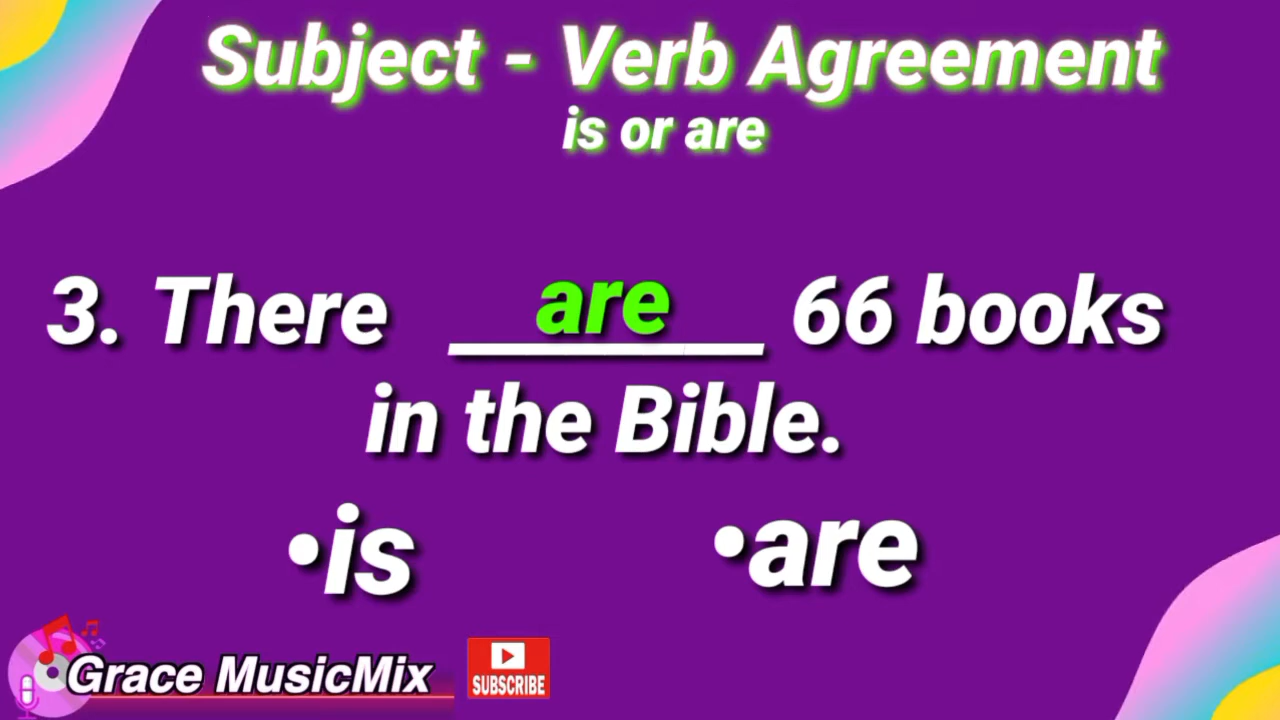 Subject - Verb Agreement
is or are
3. There are 66 books
in the Bible.
•is •are
Grace MusicMix
SUBSCRIBE